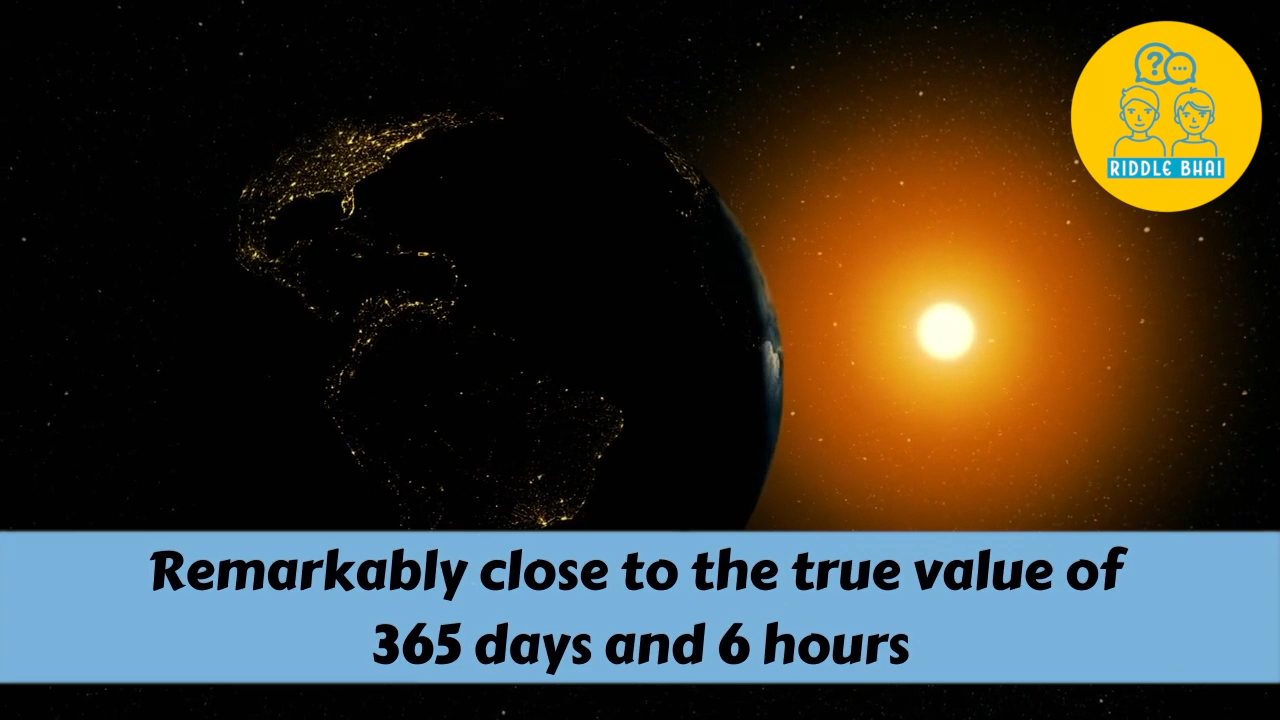 ?
...
RIDDLE BHAI
Remarkably close to the true value of
365 days and 6 hours